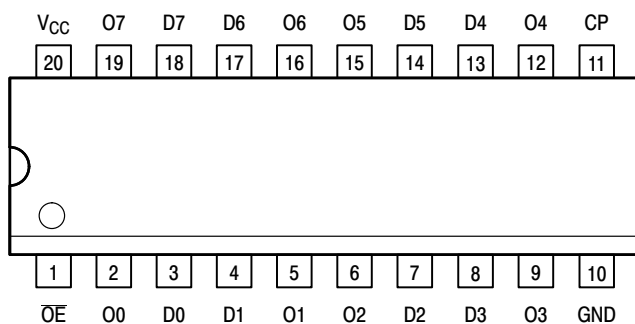 VCC O7 D7 D6 O6 O5 D5 D4 O4 CP
20 19 18 17 16 15 14 13 12 11
1 2 3 4 5 6 7 8 9 10
O̅E̅ O0 D0 D1 O1 O2 D2 D3 O3 GND